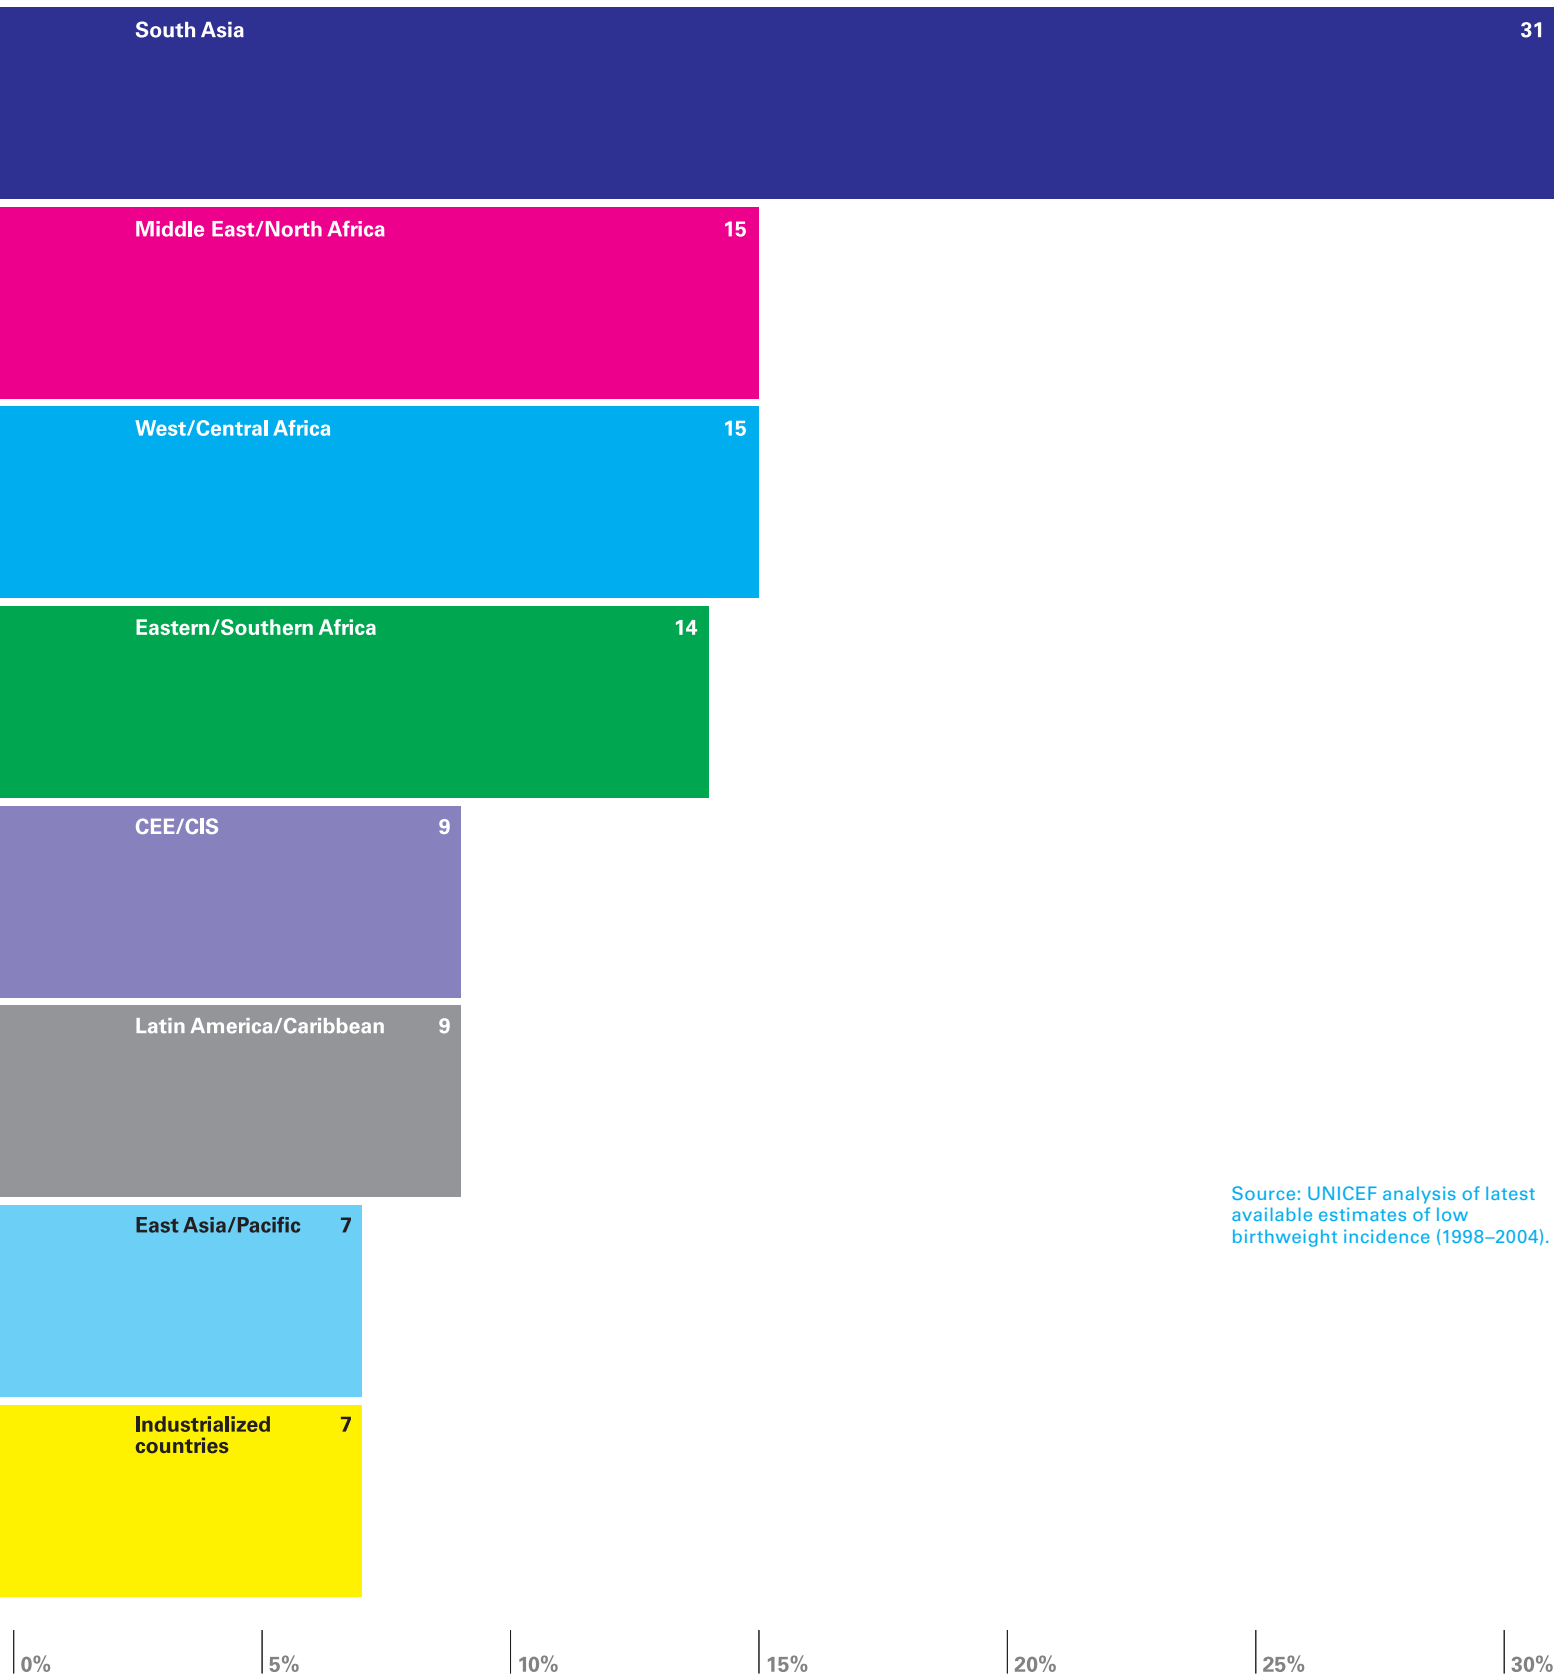 South Asia 31
Middle East/North Africa 15
West/Central Africa 15
Eastern/Southern Africa 14
CEE/CIS 9
Latin America/Caribbean 9
Source: UNICEF analysis of latest
available estimates of low
birthweight incidence (1998–2004).
East Asia/Pacific 7
Industrialized 7
countries
0% 5% 10% 15% 20% 25% 30%